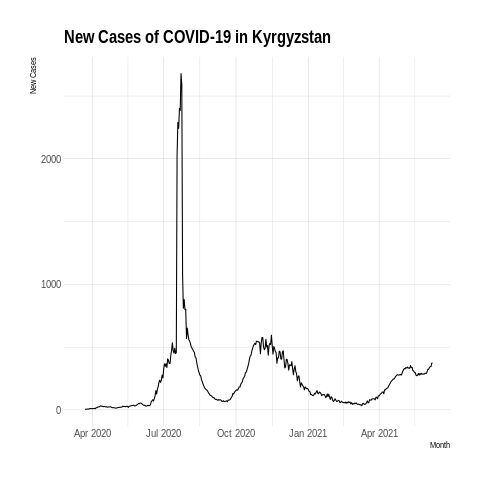 New Cases of COVID-19 in Kyrgyzstan
New Cases
2000
1000
0
Apr 2020 Jul 2020 Oct 2020 Jan 2021 Apr 2021
Month